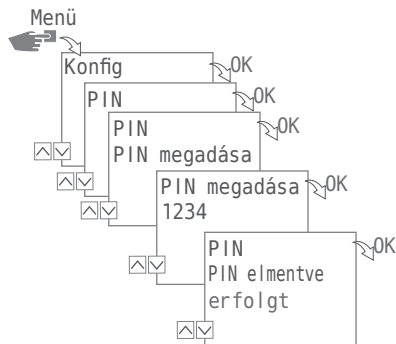 Menü
Konfig
OK
PIN
OK
PIN
PIN megadása
OK
PIN megadása
1234
OK
PIN
PIN elmentve
erfolgt
OK